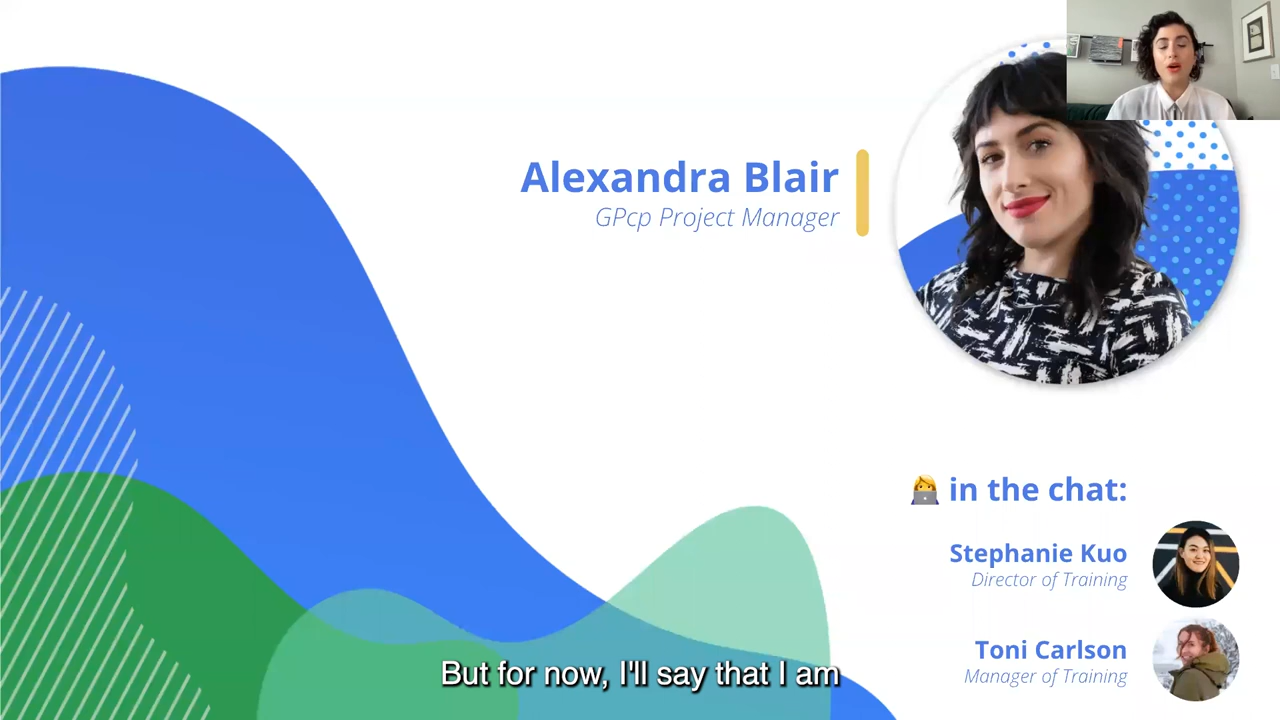 Alexandra Blair
GPcp Project Manager
in the chat:
Stephanie Kuo
Director of Training
Toni Carlson
Manager of Training
But for now, I'll say that I am